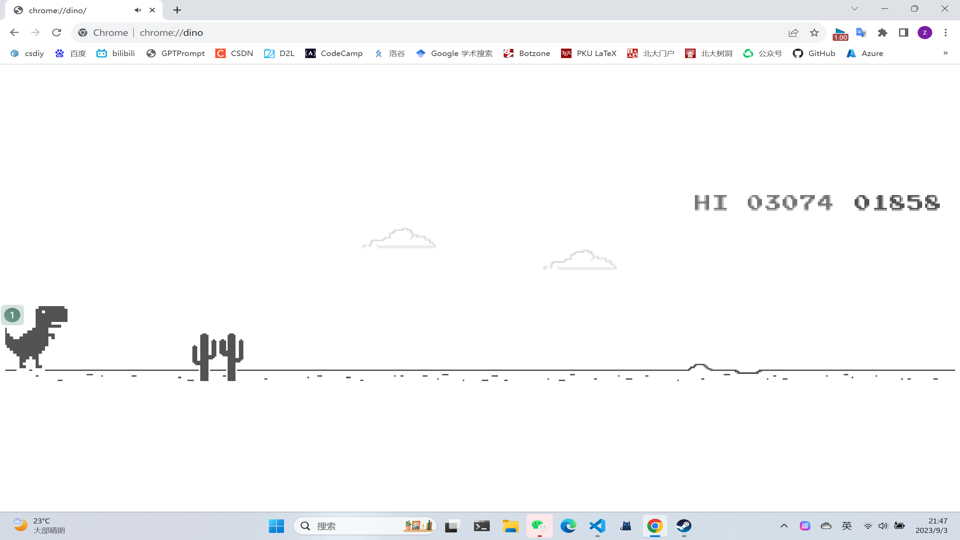 chrome://dino/
Chrome | chrome://dino
1.00
z
csdiy 百度 bilibili GPTPrompt CSDN D2L CodeCamp 洛谷 Google 学术搜索 Botzone PKU LaTeX 北大门户 北大树洞 公众号 GitHub Azure »
HI 03074 01858
1
23°C
大部晴朗
搜索
英
21:47
2023/9/3